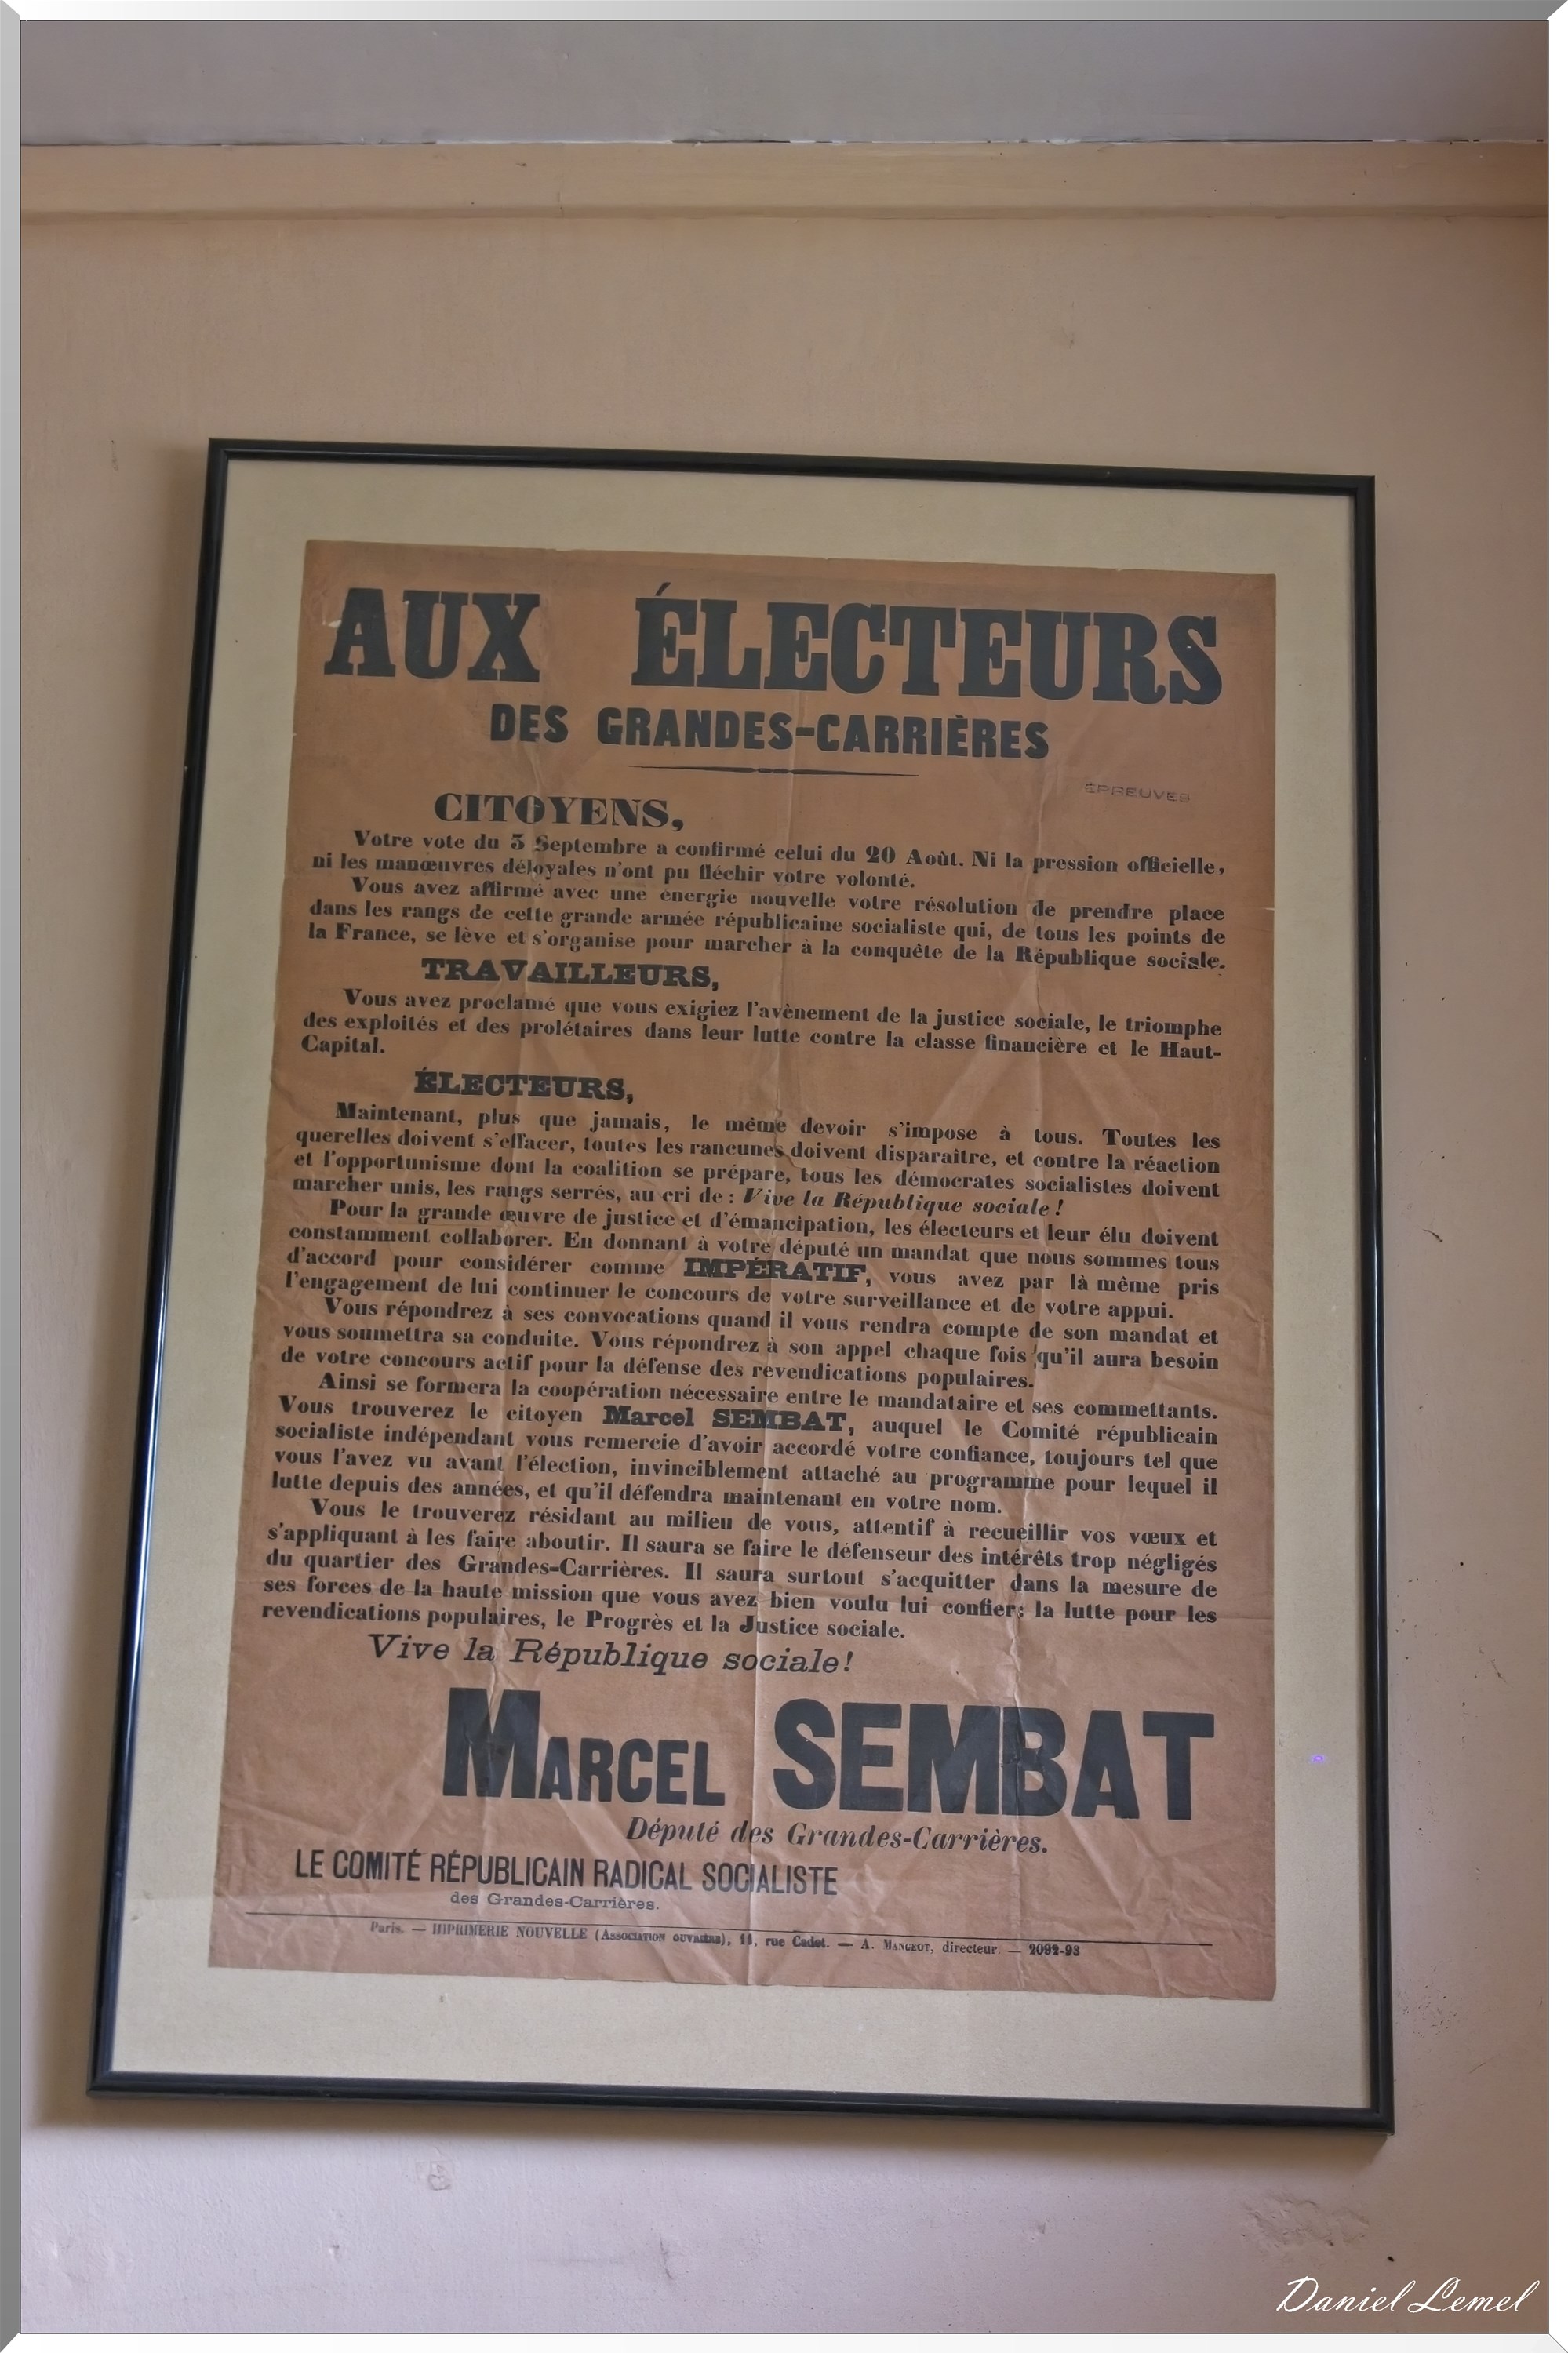 AUX ÉLECTEURS
DES GRANDES-CARRIÈRES
ÉPREUVES
CITOYENS,
Votre vote du 3 Septembre a confirmé celui du 20 Août. Ni la pression officielle,
ni les manœuvres déloyales n'ont pu fléchir votre volonté.
Vous avez affirmé avec une énergie nouvelle votre résolution de prendre place
dans les rangs de cette grande armée républicaine socialiste qui, de tous les points de
la France, se lève et s'organise pour marcher à la conquête de la République sociale.
TRAVAILLEURS,
Vous avez proclamé que vous exigiez l'avènement de la justice sociale, le triomphe
des exploités et des prolétaires dans leur lutte contre la classe financière et le Haut-
Capital.
ÉLECTEURS,
Maintenant, plus que jamais, le même devoir s'impose à tous. Toutes les
querelles doivent s'effacer, toutes les rancunes doivent disparaître, et contre la réaction
et l'opportunisme dont la coalition se prépare, tous les démocrates socialistes doivent
marcher unis, les rangs serrés, au cri de : Vive la République sociale !
Pour la grande œuvre de justice et d'émancipation, les électeurs et leur élu doivent
constamment collaborer. En donnant à votre député un mandat que nous sommes tous
d'accord pour considérer comme IMPÉRATIF, vous avez par là même pris
l'engagement de lui continuer le concours de votre surveillance et de votre appui.
Vous répondrez à ses convocations quand il vous rendra compte de son mandat et
vous soumettra sa conduite. Vous répondrez à son appel chaque fois qu'il aura besoin
de votre concours actif pour la défense des revendications populaires.
Ainsi se formera la coopération nécessaire entre le mandataire et ses commettants.
Vous trouverez le citoyen Marcel SEMBAT, auquel le Comité républicain
socialiste indépendant vous remercie d'avoir accordé votre confiance, toujours tel que
vous l'avez vu avant l'élection, invinciblement attaché au programme pour lequel il
lutte depuis des années, et qu'il défendra maintenant en votre nom.
Vous le trouverez résidant au milieu de vous, attentif à recueillir vos vœux et
s'appliquant à les faire aboutir. Il saura se faire le défenseur des intérêts trop négligés
du quartier des Grandes-Carrières. Il saura surtout s'acquitter dans la mesure de
ses forces de la haute mission que vous avez bien voulu lui confier: la lutte pour les
revendications populaires, le Progrès et la Justice sociale.
Vive la République sociale !
MARCEL SEMBAT
Député des Grandes-Carrières.
LE COMITÉ RÉPUBLICAIN RADICAL SOCIALISTE
des Grandes-Carrières.
Paris. — IMPRIMERIE NOUVELLE (ASSOCIATION OUVRIÈRE), 11, rue Cadet. — A. MANGEOT, directeur. — 2092-93
Daniel Lemel